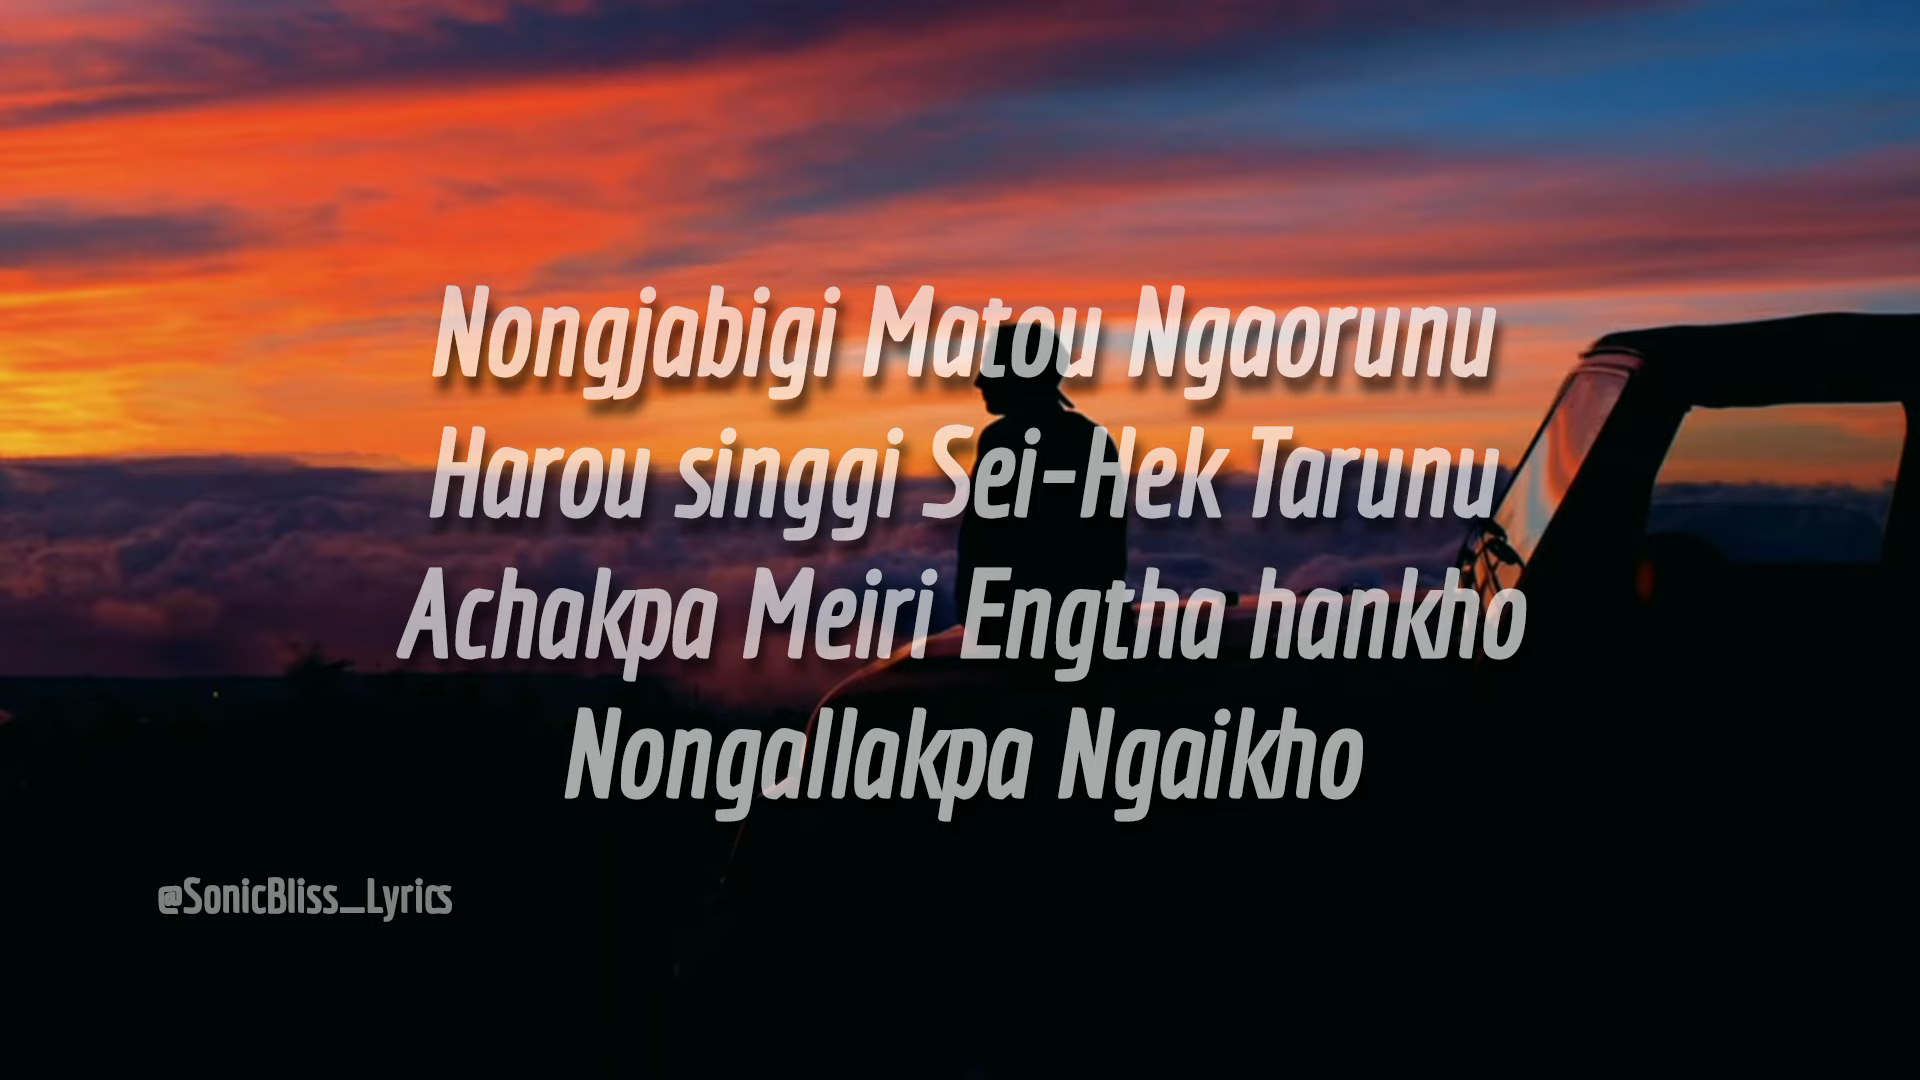 Nongjabigi Matou Ngaorunu
Harou singgi Sei-Hek Tarunu
Achakpa Meiri Engtha hankho
Nongallakpa Ngaikho
@SonicBliss_Lyrics